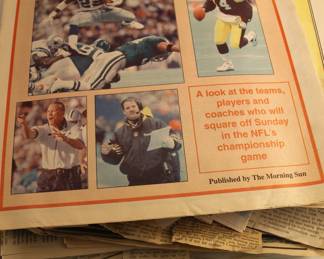 A look at the teams,
players and
coaches who will
square off Sunday
in the NFL's
championship
game
Published by The Morning Sun